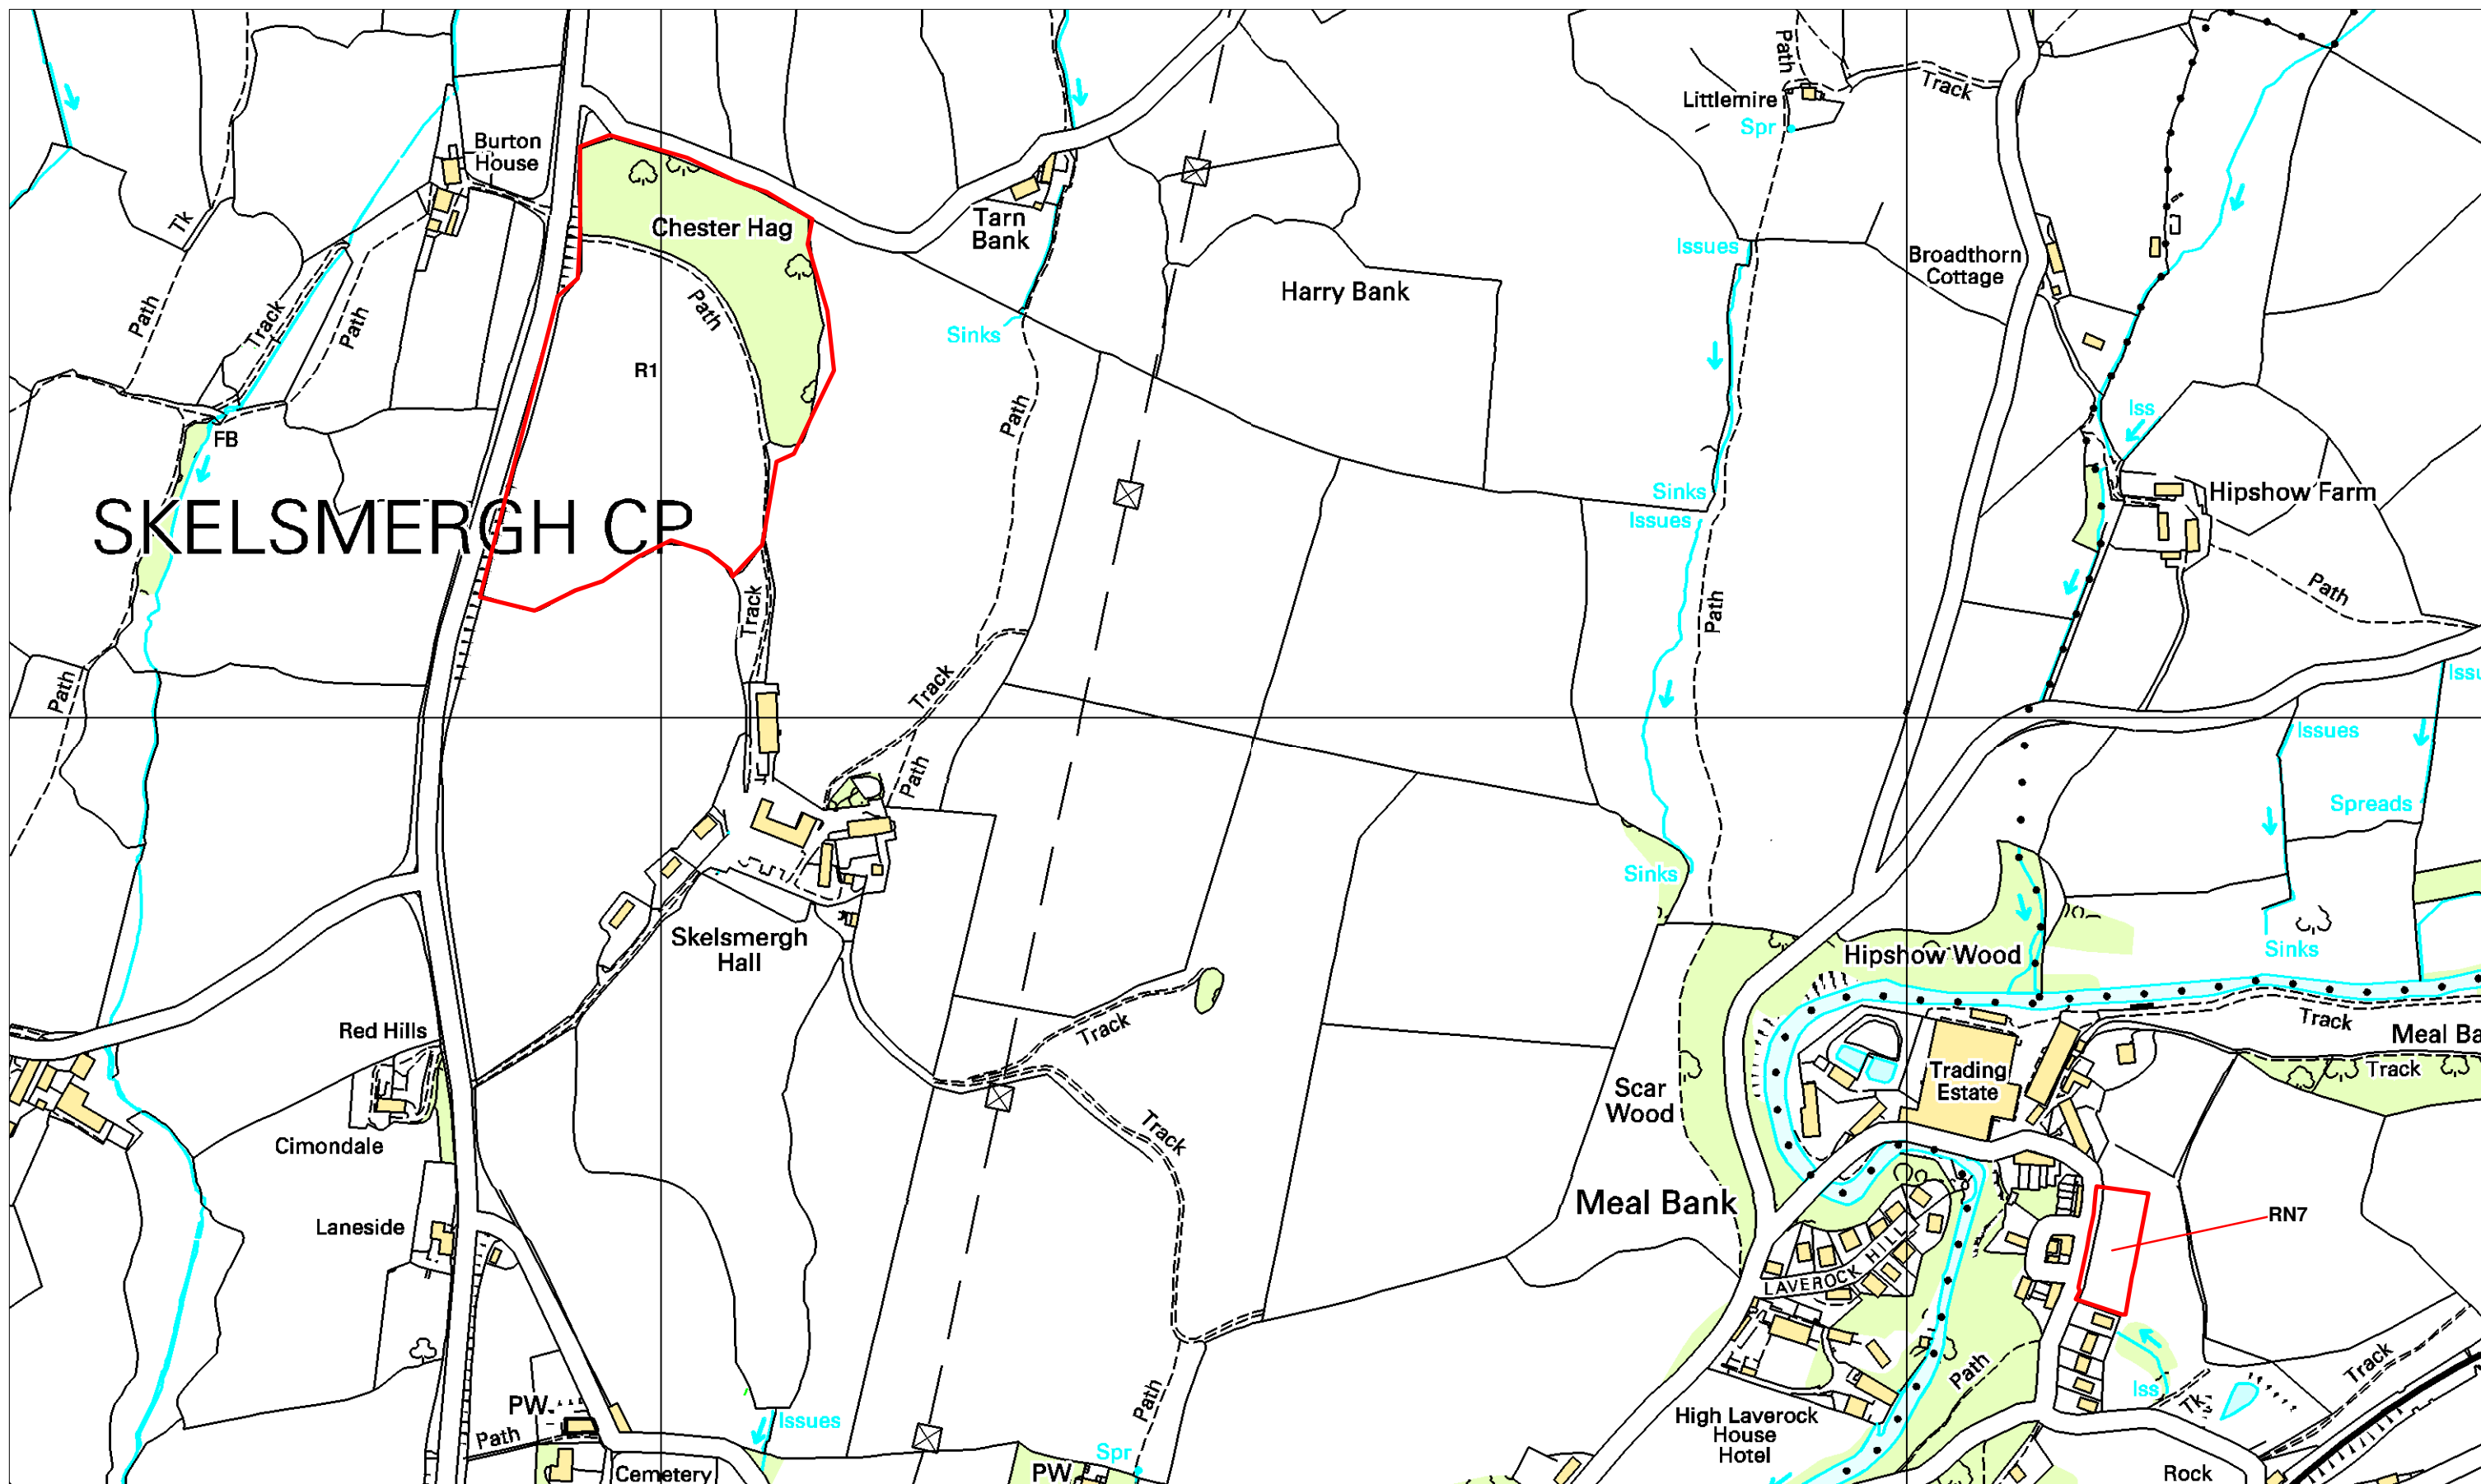 Path
Track
Littlemire
Spr
Burton
House
Tk
Chester Hag
Tarn
Bank
Issues
Broadthorn
Cottage
Harry Bank
Path
Track
Path
Path
Sinks
R1
Path
Iss
FB
Sinks
Issues
Hipshow Farm
SKELSMERGH CP
Track
Path
Path
Path
Track
Issu
Issues
Path
Spreads
Sinks
Skelsmergh
Hall
Hipshow Wood
Sinks
Red Hills
Track
Track
Meal Ba
Trading
Estate
Track
Scar
Wood
Cimondale
Track
Meal Bank
RN7
Laneside
LAVEROCK HILL
Track
Path
Path
Iss
Tk
PW
Path
Issues
High Laverock
House
Hotel
Spr
Cemetery
PW
Rock